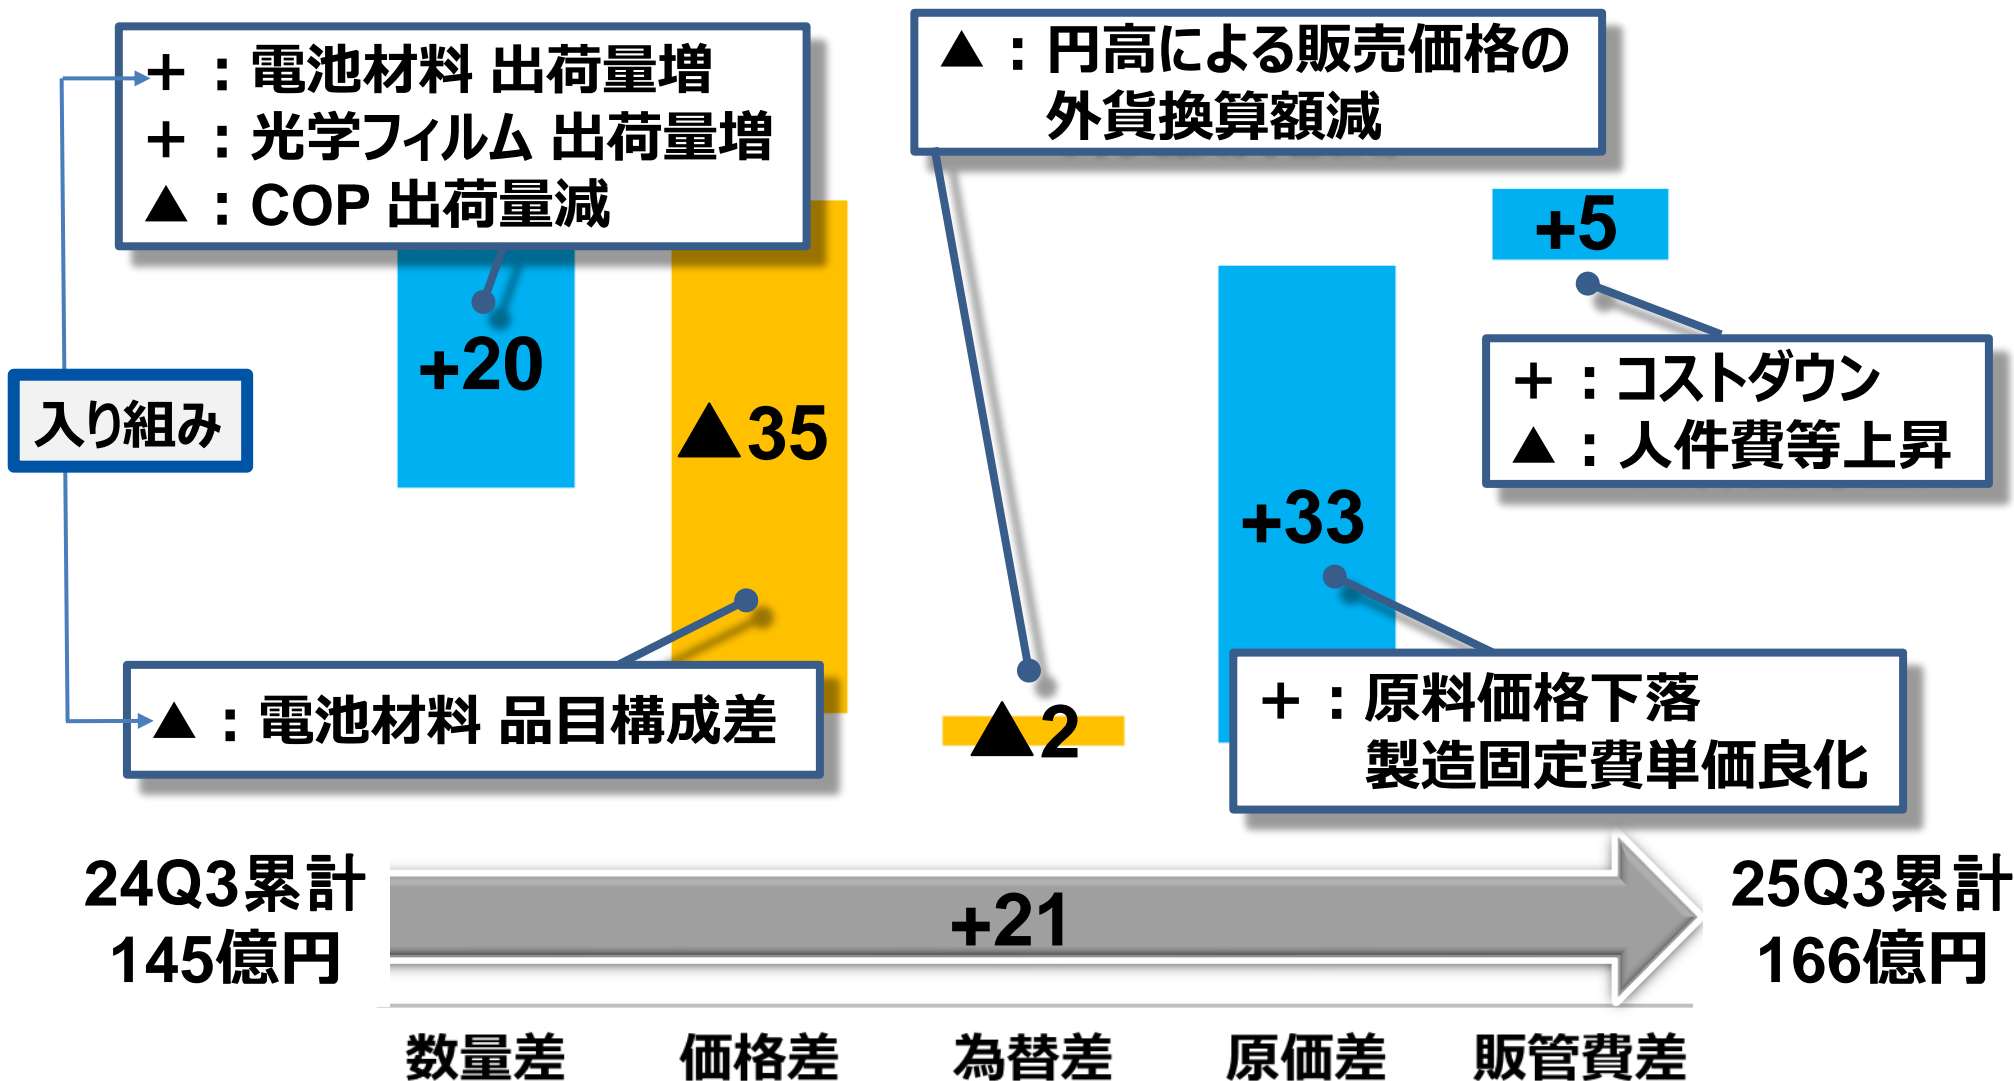 ＋：電池材料 出荷量増
＋：光学フィルム 出荷量増
▲：COP 出荷量減
▲：円高による販売価格の
外貨換算額減
+5
+20
＋：コストダウン
▲：人件費等上昇
入り組み
▲35
+33
▲：電池材料 品目構成差
▲2
＋：原料価格下落
製造固定費単価良化
24Q3累計
145億円
+21
25Q3累計
166億円
数量差
価格差
為替差
原価差
販管費差